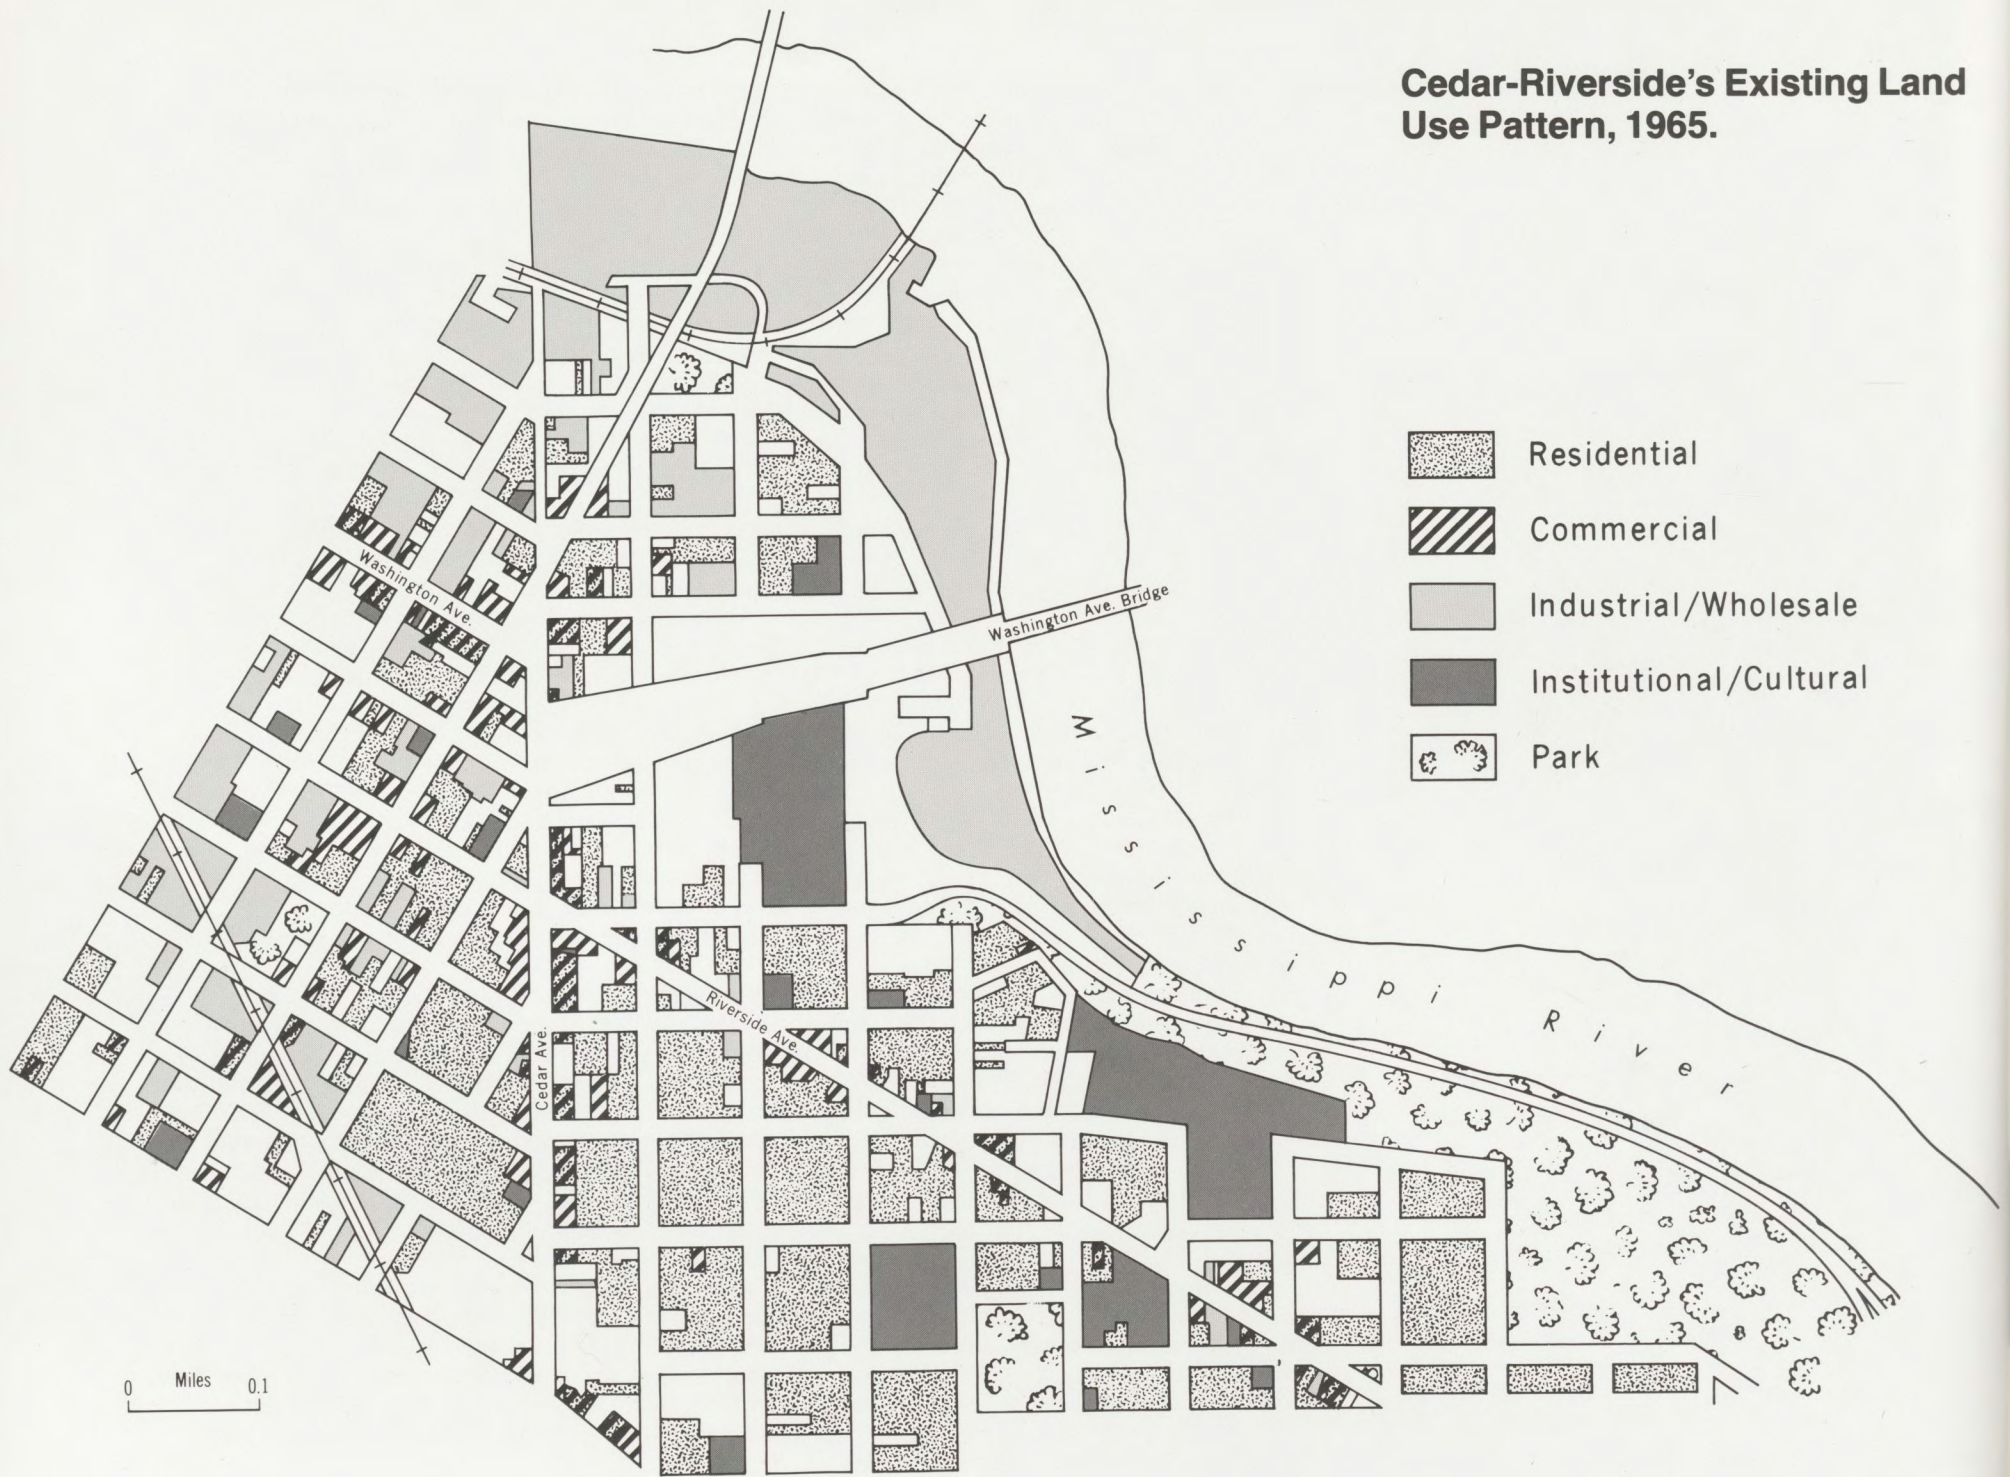 Cedar-Riverside's Existing Land
Use Pattern, 1965.
Residential
Commercial
Industrial/Wholesale
Institutional/Cultural
Park
Washington Ave.
Washington Ave. Bridge
Mississippi River
Riverside Ave.
Cedar Ave.
Miles
0 0.1